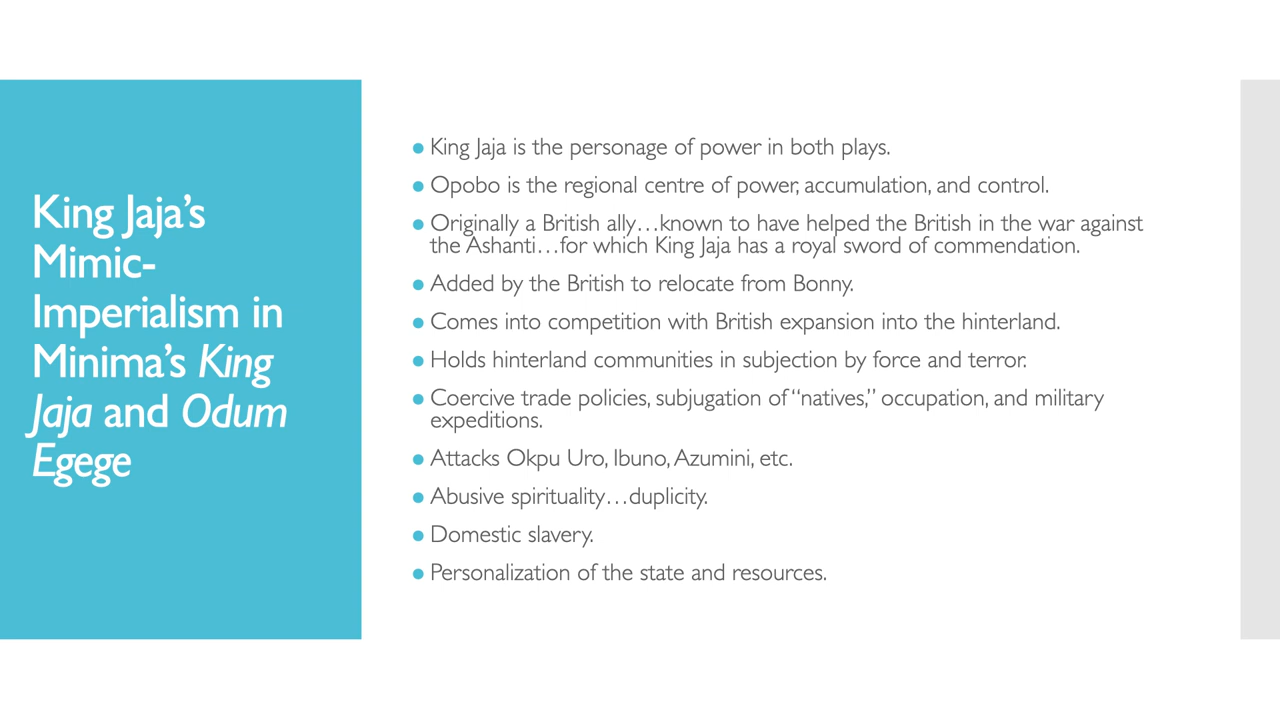 King Jaja’s
Mimic-
Imperialism in
Minima’s King
Jaja and Odum
Egege
● King Jaja is the personage of power in both plays.
● Opobo is the regional centre of power, accumulation, and control.
● Originally a British ally…known to have helped the British in the war against
the Ashanti…for which King Jaja has a royal sword of commendation.
● Added by the British to relocate from Bonny.
● Comes into competition with British expansion into the hinterland.
● Holds hinterland communities in subjection by force and terror.
● Coercive trade policies, subjugation of “natives,” occupation, and military
expeditions.
● Attacks Okpu Uro, Ibuno, Azumini, etc.
● Abusive spirituality…duplicity.
● Domestic slavery.
● Personalization of the state and resources.